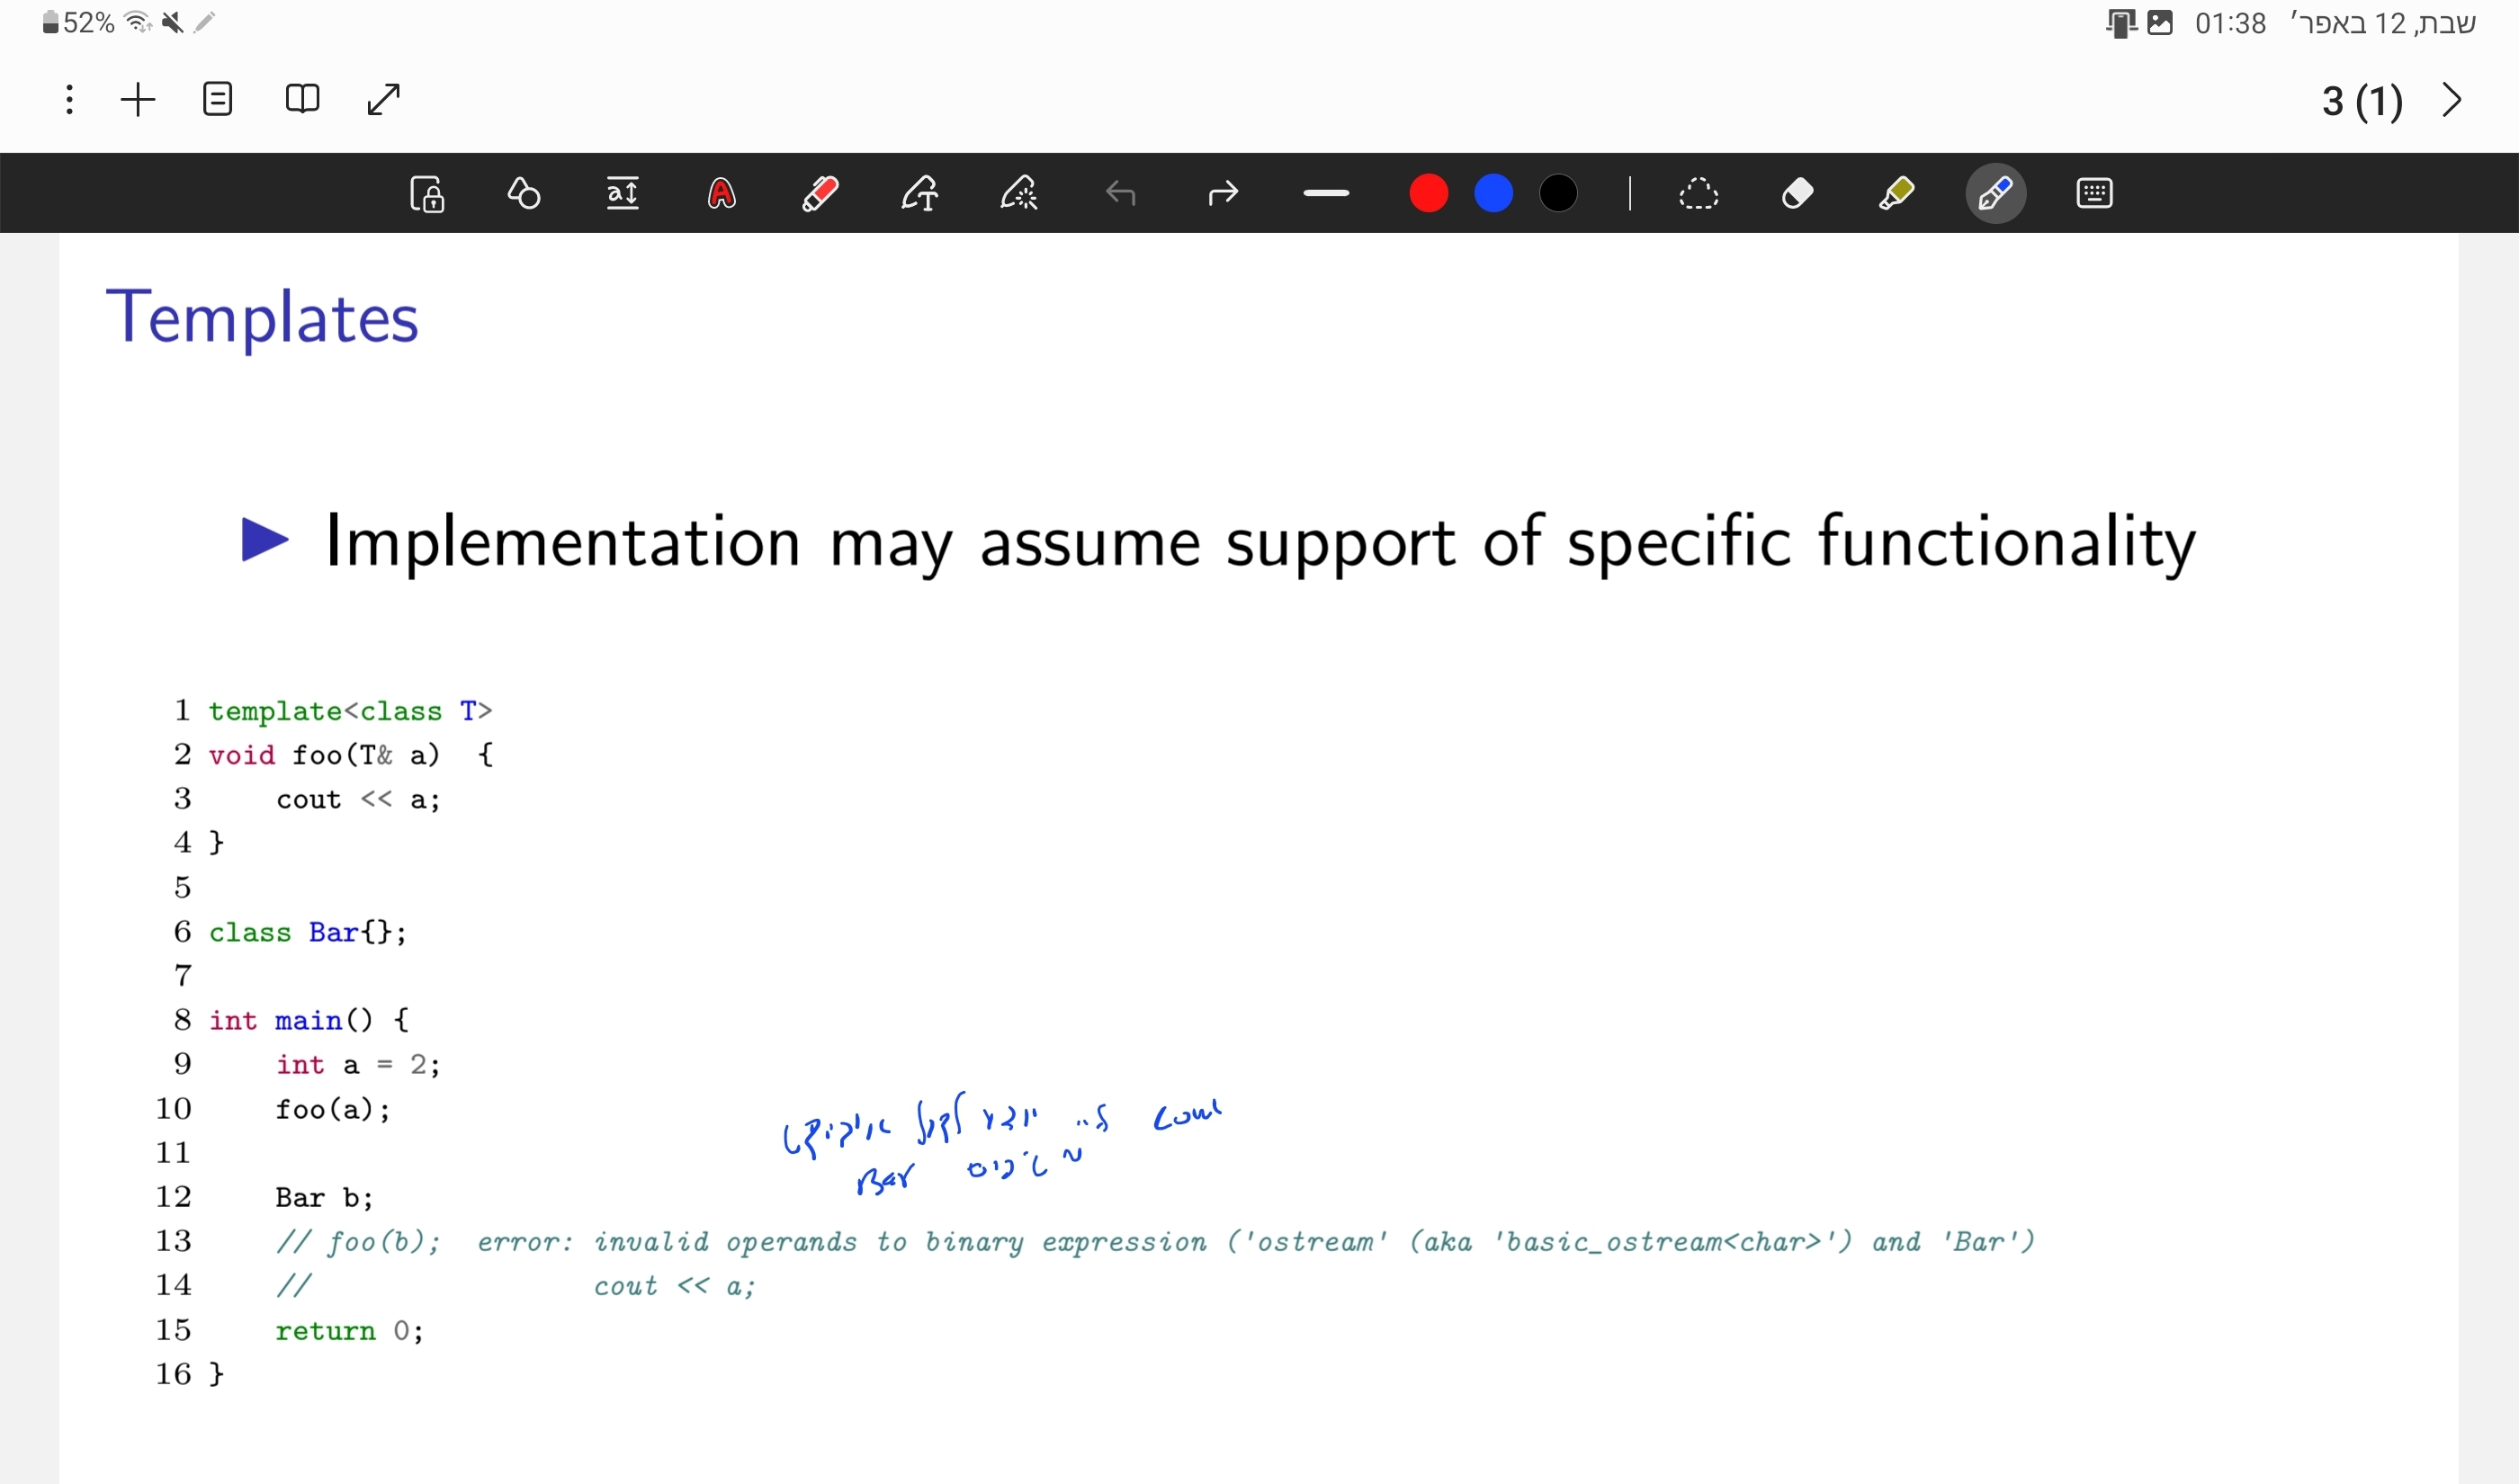 52%
שבת, 12 באפר׳ 01:38
3 (1)
Templates
Implementation may assume support of specific functionality
1 template<class T>
2 void foo(T& a)  {
3     cout << a;
4 }
5
6 class Bar{};
7
8 int main() {
9     int a = 2;
10     foo(a);
11
12     Bar b;
13     // foo(b);  error: invalid operands to binary expression ('ostream' (aka 'basic_ostream<char>') and 'Bar')
14     //                 cout << a;
15     return 0;
16 }
cout לא יודע לקבל
Bar